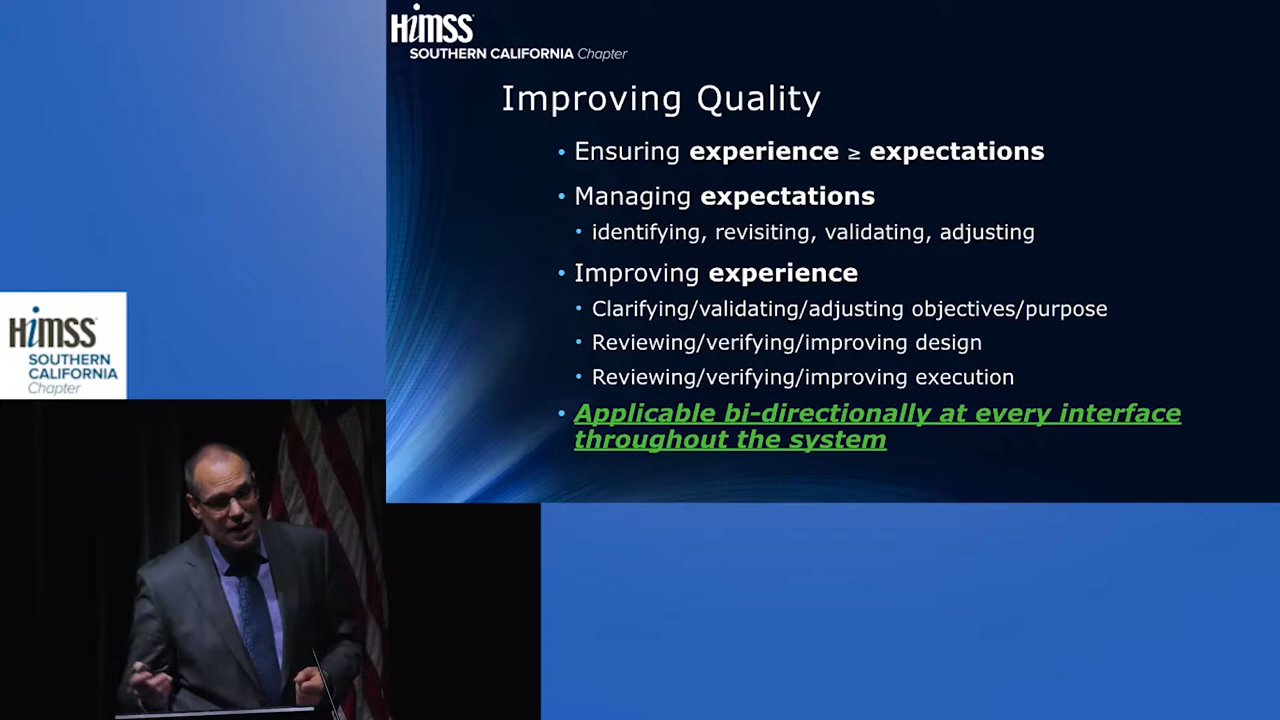 HiMSS
SOUTHERN CALIFORNIA Chapter
Improving Quality
• Ensuring experience ≥ expectations
• Managing expectations
• identifying, revisiting, validating, adjusting
• Improving experience
• Clarifying/validating/adjusting objectives/purpose
• Reviewing/verifying/improving design
• Reviewing/verifying/improving execution
• Applicable bi-directionally at every interface
throughout the system
HiMSS
SOUTHERN
CALIFORNIA
Chapter